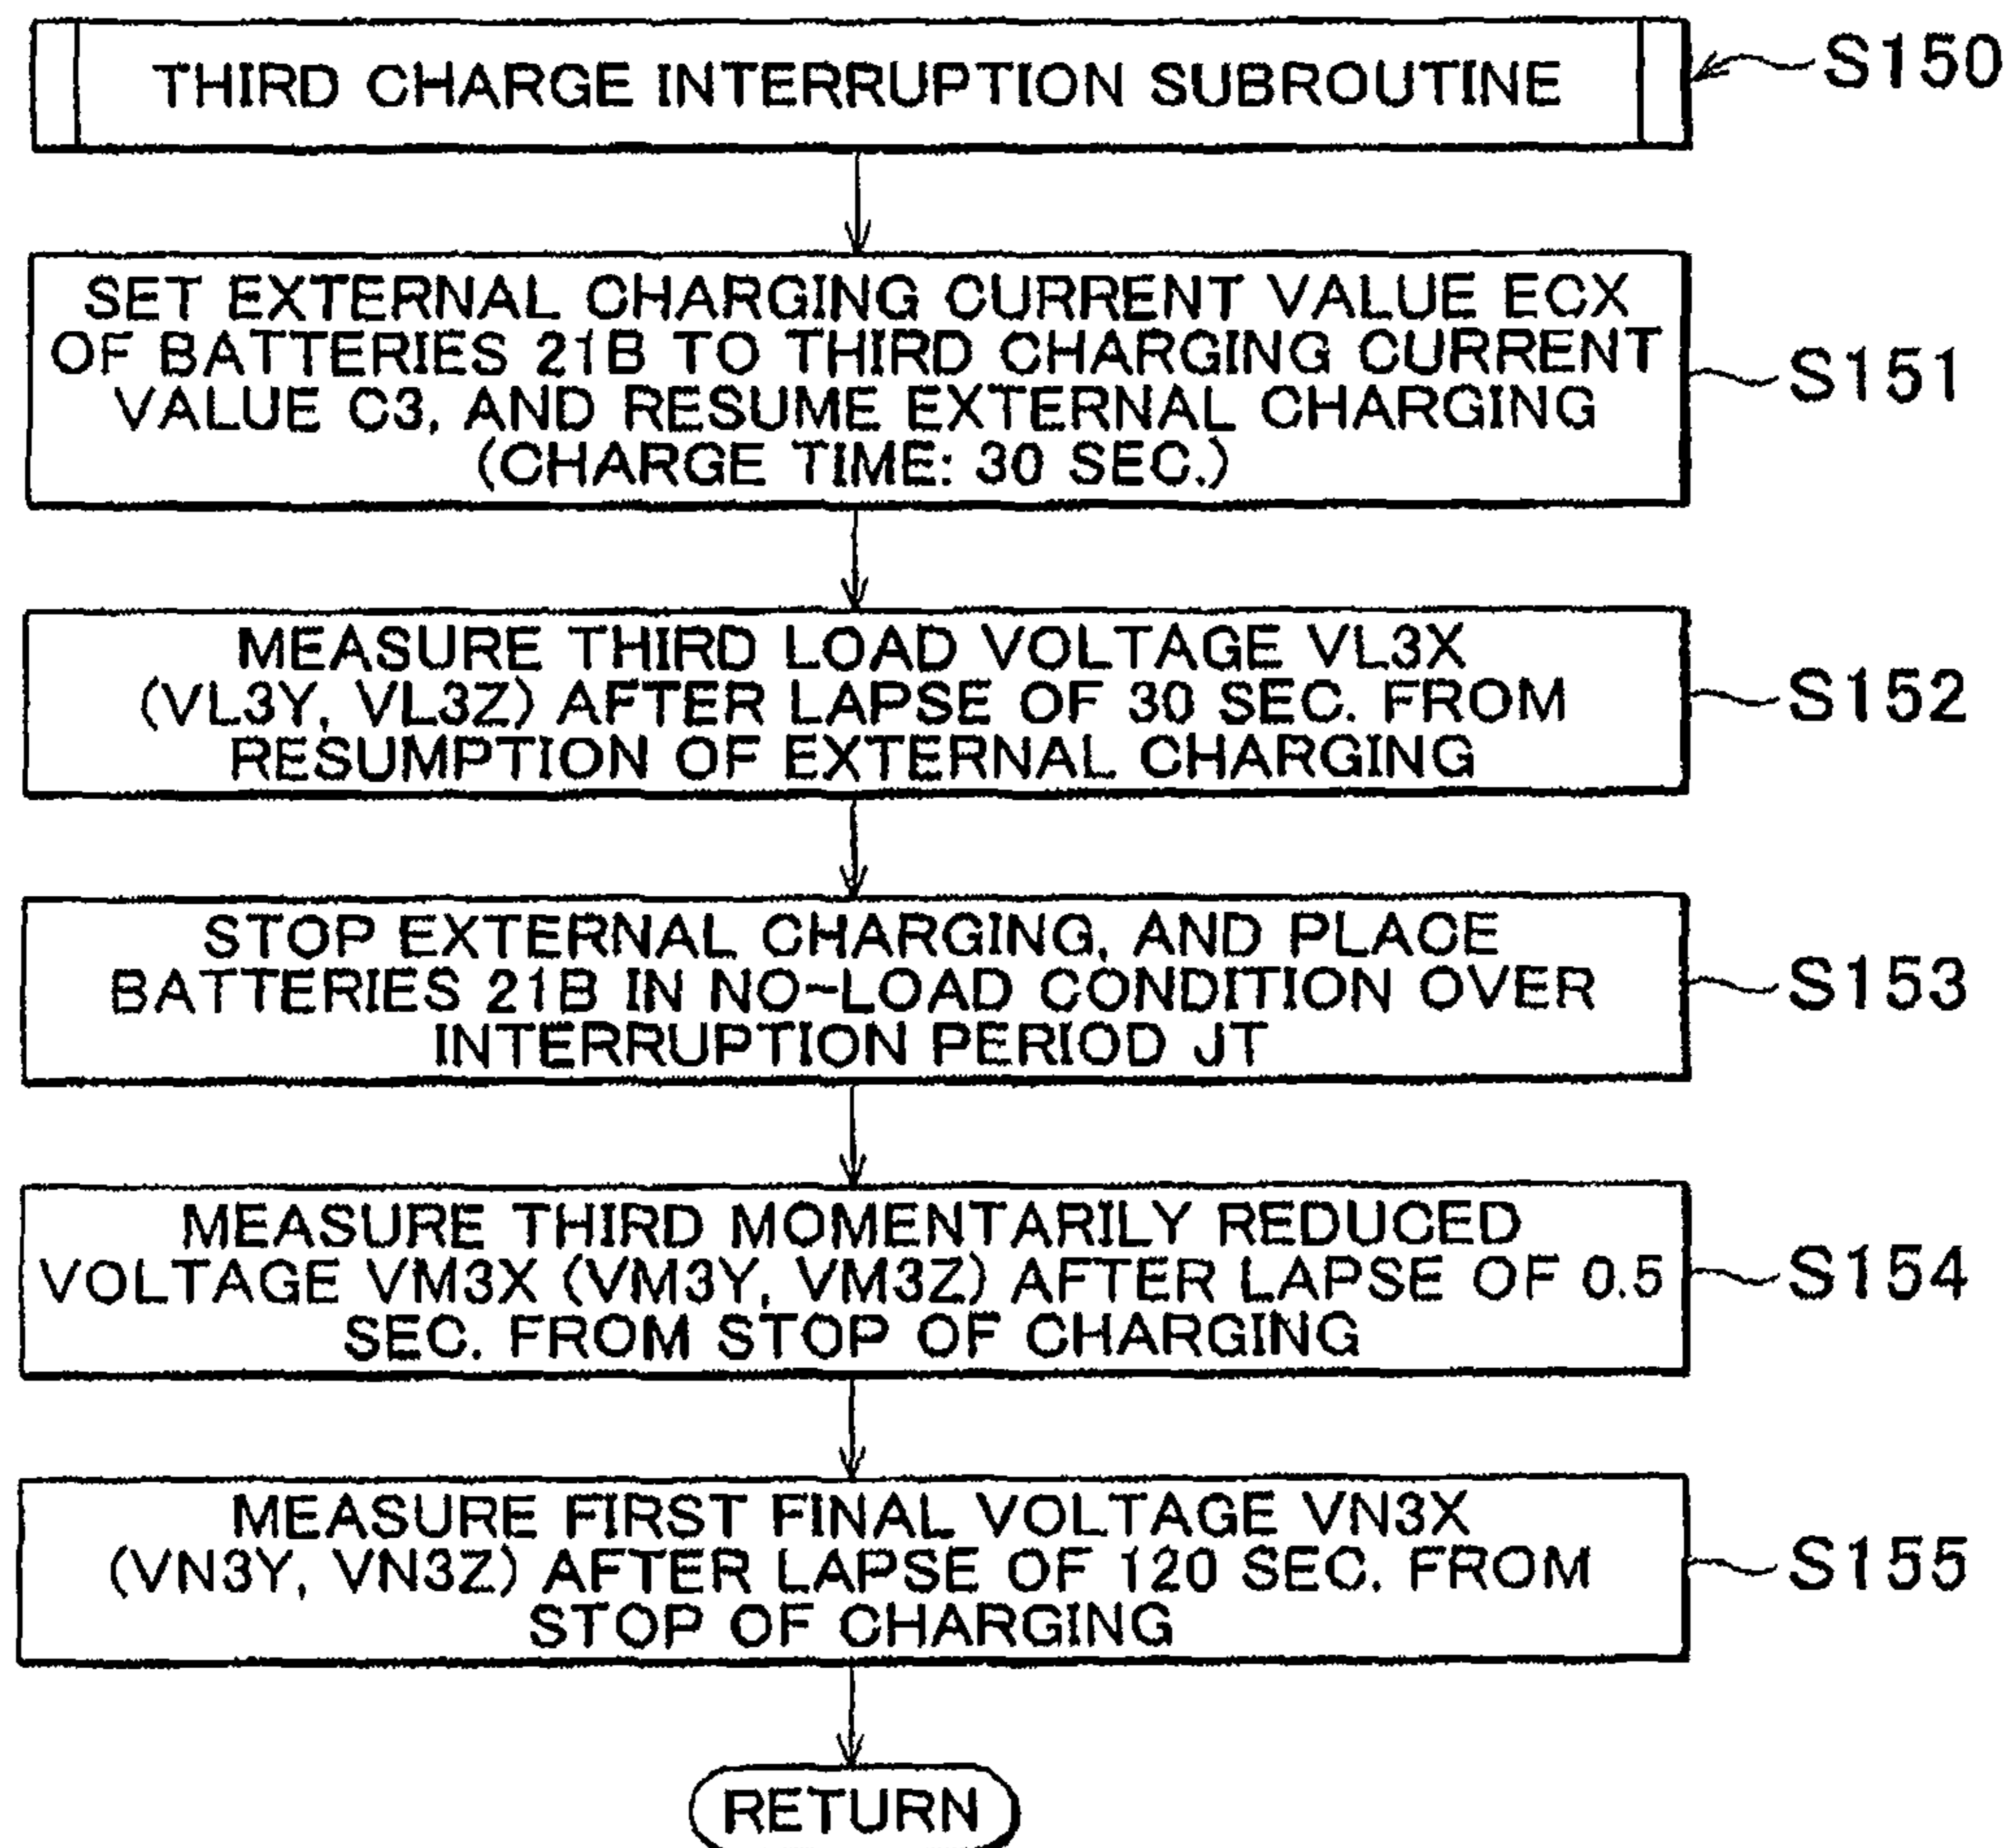 THIRD CHARGE INTERRUPTION SUBROUTINE
S150
SET EXTERNAL CHARGING CURRENT VALUE ECX
OF BATTERIES 21B TO THIRD CHARGING CURRENT
VALUE C3, AND RESUME EXTERNAL CHARGING
(CHARGE TIME: 30 SEC.)
S151
MEASURE THIRD LOAD VOLTAGE VL3X
(VL3Y, VL3Z) AFTER LAPSE OF 30 SEC. FROM
RESUMPTION OF EXTERNAL CHARGING
S152
STOP EXTERNAL CHARGING, AND PLACE
BATTERIES 21B IN NO-LOAD CONDITION OVER
INTERRUPTION PERIOD JT
S153
MEASURE THIRD MOMENTARILY REDUCED
VOLTAGE VM3X (VM3Y, VM3Z) AFTER LAPSE OF 0.5
SEC. FROM STOP OF CHARGING
S154
MEASURE FIRST FINAL VOLTAGE VN3X
(VN3Y, VN3Z) AFTER LAPSE OF 120 SEC. FROM
STOP OF CHARGING
S155
RETURN